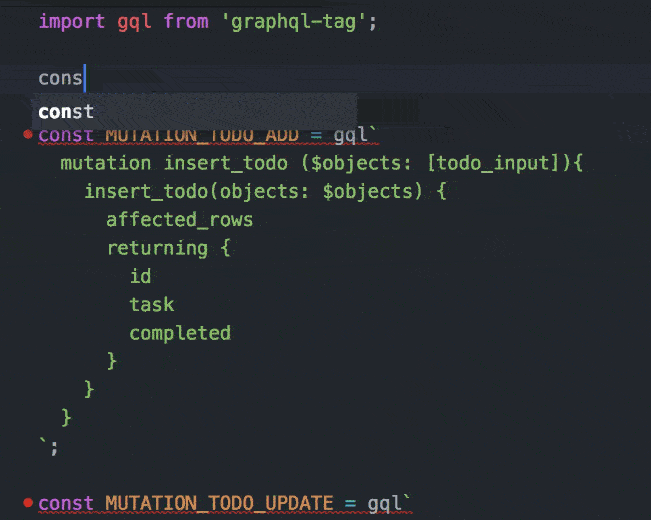 import gql from 'graphql-tag';
cons
const
const MUTATION_TODO_ADD = gql`
mutation insert_todo ($objects: [todo_input]){
insert_todo(objects: $objects) {
affected_rows
returning {
id
task
completed
}
}
}
`;
const MUTATION_TODO_UPDATE = gql`